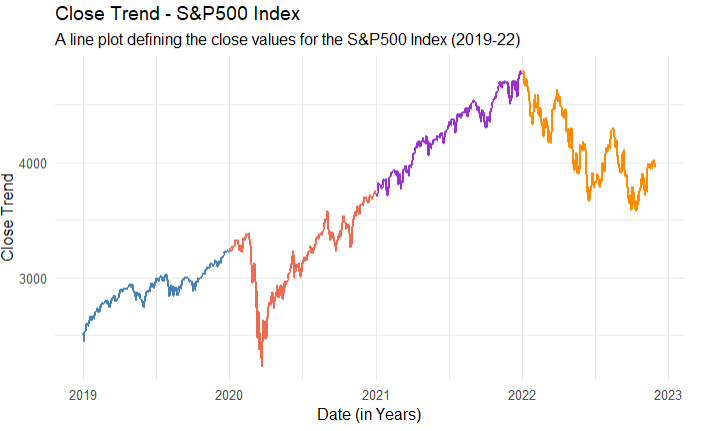 Close Trend - S&P500 Index
A line plot defining the close values for the S&P500 Index (2019-22)
Close Trend
4000
3000
2019 2020 2021 2022 2023
Date (in Years)